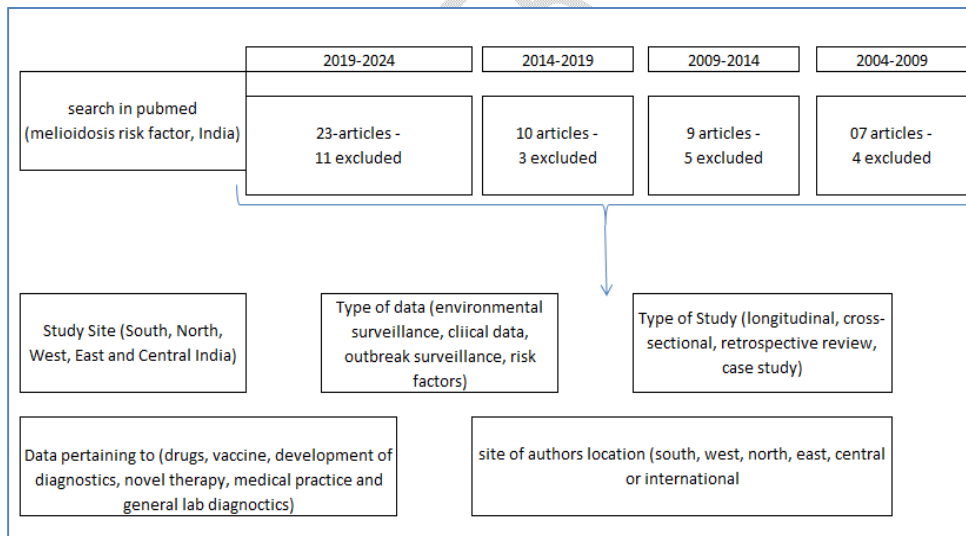 2019-2024
2014-2019
2009-2014
2004-2009
search in pubmed
(melioidosis risk factor, India)
23-articles -
11 excluded
10 articles -
3 excluded
9 articles -
5 excluded
07 articles -
4 excluded
Study Site (South, North,
West, East and Central
India)
Type of data (environmental
surveillance, cliical data,
outbreak surveillance, risk
factors)
Type of Study (longitudinal, cross-
sectional, retrospective review,
case study)
Data pertaining to (drugs, vaccine, development of
diagnostics, novel therapy, medical practice and
general lab diagnoctics)
site of authors location (south, west, north, east, central
or international